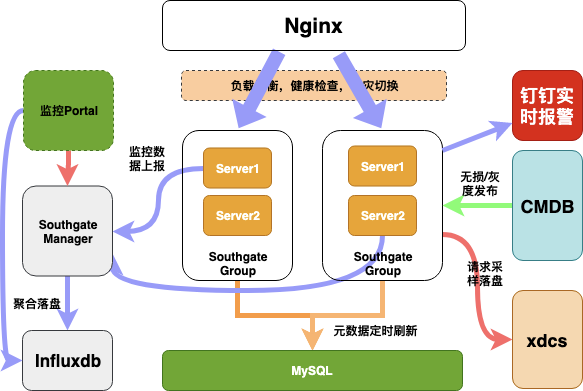 Nginx
负载 衡，健康检查， 灾切换
监控Portal
钉钉实
时报警
监控数
据上报
Server1
Server2
Southgate
Group
Server1
Server2
Southgate
Group
无损/灰
度发布
CMDB
Southgate
Manager
请求采
样落盘
聚合落盘
元数据定时刷新
Influxdb
MySQL
xdcs